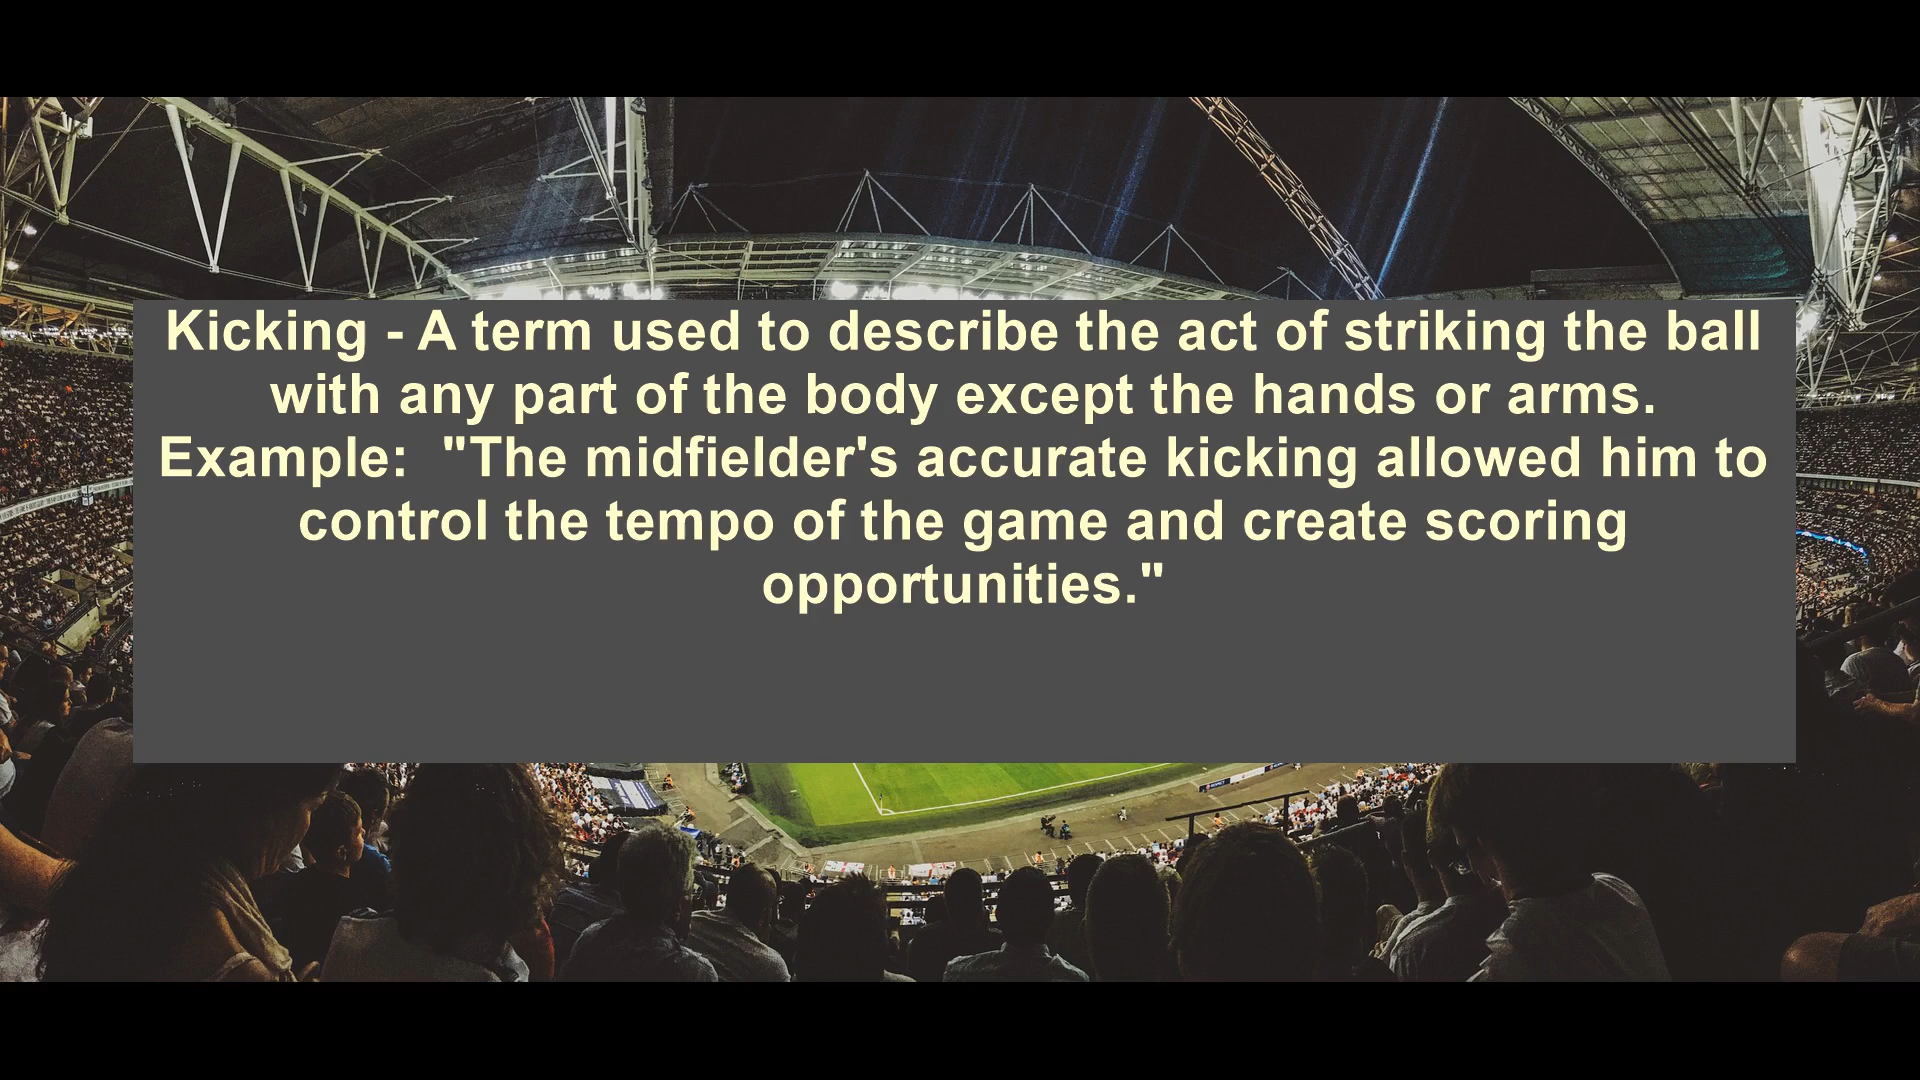 Kicking - A term used to describe the act of striking the ball
with any part of the body except the hands or arms.
Example:  "The midfielder's accurate kicking allowed him to
control the tempo of the game and create scoring
opportunities."